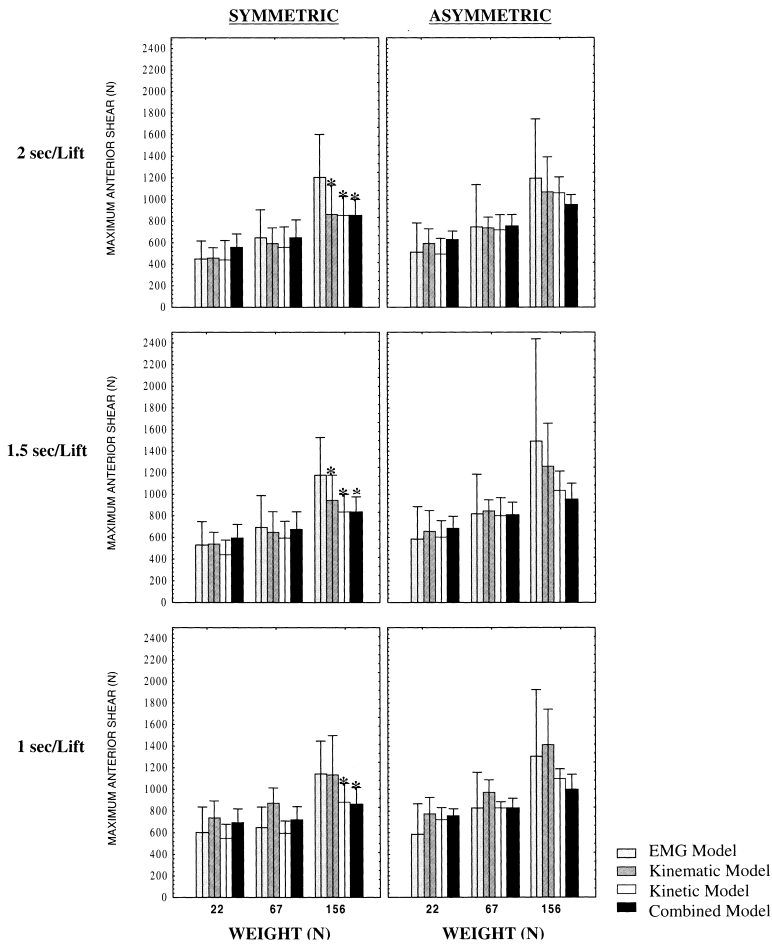 SYMMETRIC
ASYMMETRIC
2 sec/Lift
MAXIMUM ANTERIOR SHEAR (N)
2400
2200
2000
1800
1600
1400
1200
1000
800
600
400
200
0
*
*
*
1.5 sec/Lift
MAXIMUM ANTERIOR SHEAR (N)
2400
2200
2000
1800
1600
1400
1200
1000
800
600
400
200
0
*
*
*
1 sec/Lift
MAXIMUM ANTERIOR SHEAR (N)
2400
2200
2000
1800
1600
1400
1200
1000
800
600
400
200
0
*
*
22 67 156
22 67 156
WEIGHT (N)
WEIGHT (N)
EMG Model
Kinematic Model
Kinetic Model
Combined Model